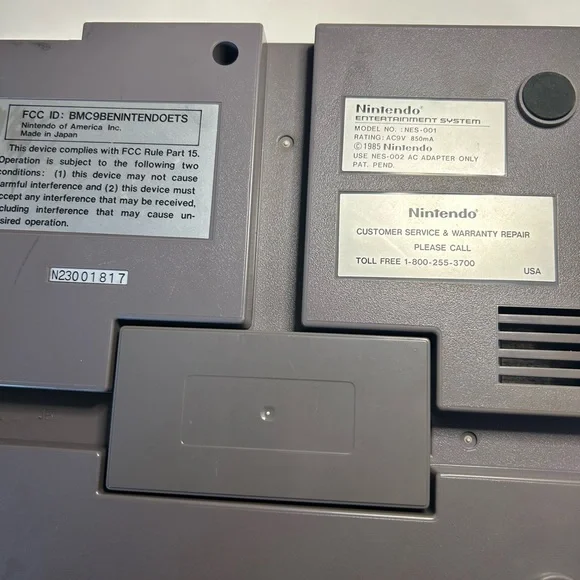 FCC ID: BMC9BENINTENDOETS
Nintendo of America Inc.
Made in Japan
This device complies with FCC Rule Part 15.
Operation is subject to the following two
conditions: (1) this device may not cause
armful interference and (2) this device must
cept any interference that may be received,
cluding interference that may cause un-
sired operation.
N23001817
Nintendo®
ENTERTAINMENT SYSTEM
MODEL NO. : NES-001
RATING: AC9V 850mA
©1985 Nintendo
USE NES-002 AC ADAPTER ONLY
PAT. PEND.
Nintendo®
CUSTOMER SERVICE & WARRANTY REPAIR
PLEASE CALL
TOLL FREE 1-800-255-3700
USA